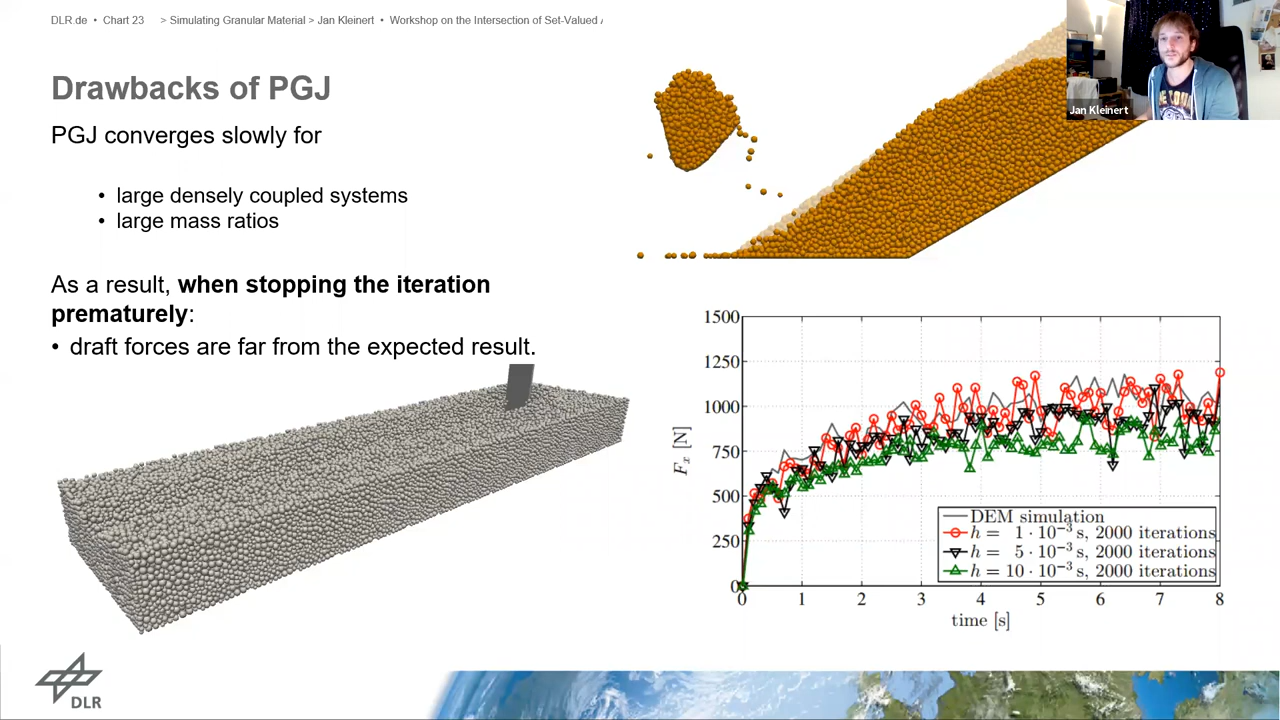 DLR.de • Chart 23 > Simulating Granular Material > Jan Kleinert • Workshop on the Intersection of Set-Valued
Jan Kleinert
Drawbacks of PGJ
PGJ converges slowly for
• large densely coupled systems
• large mass ratios
As a result, when stopping the iteration
prematurely:
• draft forces are far from the expected result.
1500
1250
1000
750
500
250
0
F_x [N]
DEM simulation
h = 1 · 10⁻³ s, 2000 iterations
h = 5 · 10⁻³ s, 2000 iterations
h = 10 · 10⁻³ s, 2000 iterations
0 1 2 3 4 5 6 7 8
time [s]
DLR